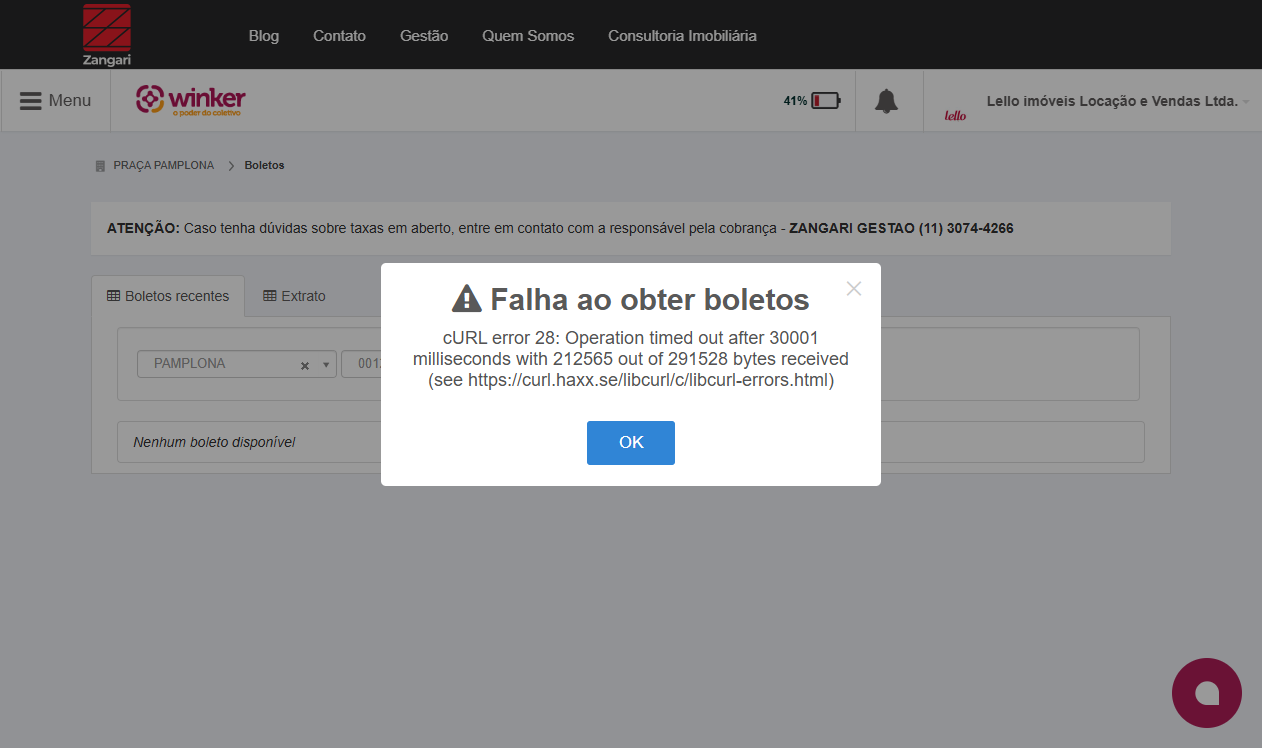 Zangari
Blog Contato Gestão Quem Somos Consultoria Imobiliária
Menu
winker
o poder do coletivo
41%
lello
Lello imóveis Locação e Vendas Ltda.
PRAÇA PAMPLONA > Boletos
ATENÇÃO: Caso tenha dúvidas sobre taxas em aberto, entre em contato com a responsável pela cobrança - ZANGARI GESTAO (11) 3074-4266
Boletos recentes Extrato
Falha ao obter boletos
cURL error 28: Operation timed out after 30001
milliseconds with 212565 out of 291528 bytes received
(see https://curl.haxx.se/libcurl/c/libcurl-errors.html)
OK
PAMPLONA × 
Nenhum boleto disponível